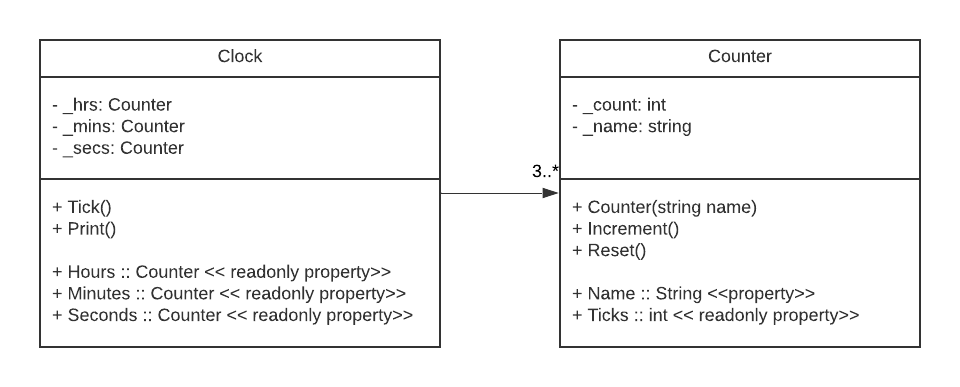 Clock
- _hrs: Counter
- _mins: Counter
- _secs: Counter
+ Tick()
+ Print()
+ Hours :: Counter << readonly property>>
+ Minutes :: Counter << readonly property>>
+ Seconds :: Counter << readonly property>>
3..*
Counter
- _count: int
- _name: string
+ Counter(string name)
+ Increment()
+ Reset()
+ Name :: String <<property>>
+ Ticks :: int << readonly property>>